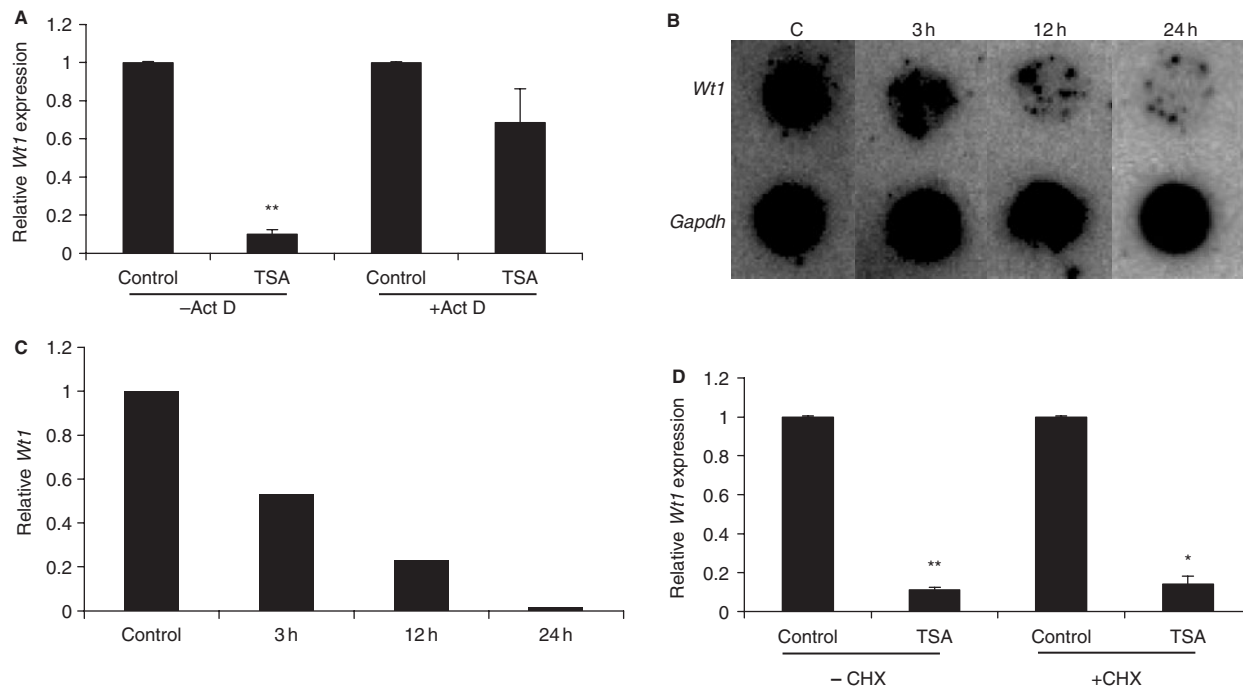 A
1.2
1
0.8
0.6
0.4
0.2
0
Relative Wt1 expression
**
Control TSA Control TSA
–Act D +Act D
B
C 3 h 12 h 24 h
Wt1
Gapdh
C
1.2
1
0.8
0.6
0.4
0.2
0
Relative Wt1
Control 3 h 12 h 24 h
D
1.2
1
0.8
0.6
0.4
0.2
0
Relative Wt1 expression
** *
Control TSA Control TSA
– CHX +CHX